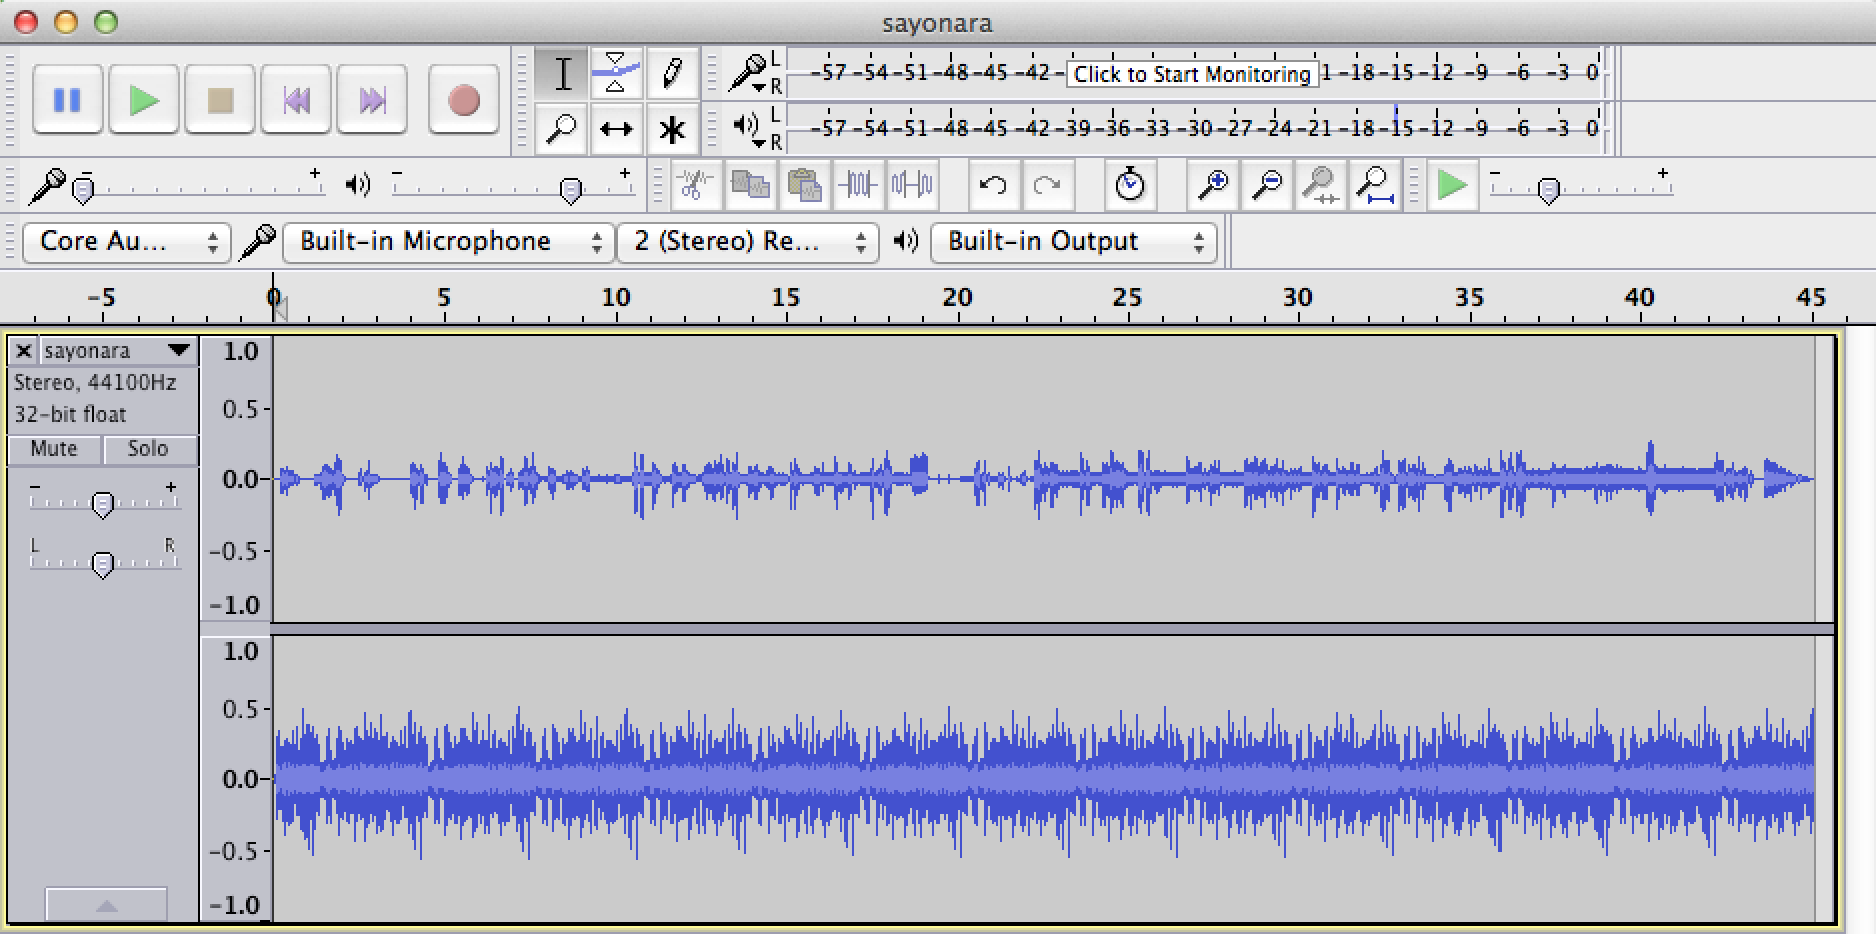 sayonara
L
R
-57 -54 -51 -48 -45 -42 - Click to Start Monitoring 1 -18 -15 -12 -9 -6 -3 0
L
R
-57 -54 -51 -48 -45 -42 -39 -36 -33 -30 -27 -24 -21 -18 -15 -12 -9 -6 -3 0
- + - + - +
Core Au... Built-in Microphone 2 (Stereo) Re... Built-in Output
-5 0 5 10 15 20 25 30 35 40 45
sayonara
Stereo, 44100Hz
32-bit float
Mute Solo
- +
L R
1.0
0.5
0.0
-0.5
-1.0
1.0
0.5
0.0
-0.5
-1.0